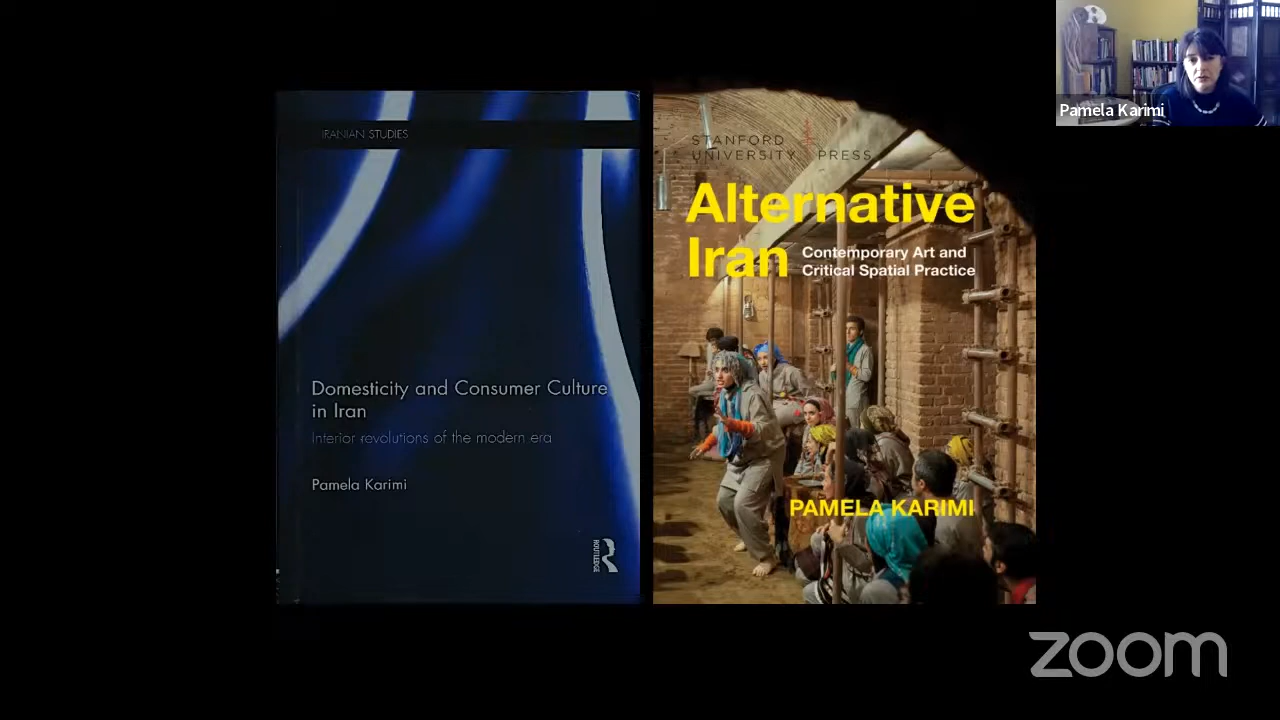 IRANIAN STUDIES
Domesticity and Consumer Culture
in Iran
Interior revolutions of the modern era
Pamela Karimi
ROUTLEDGE
STANFORD
UNIVERSITY PRESS
Alternative
Iran
Contemporary Art and
Critical Spatial Practice
PAMELA KARIMI
Pamela Karimi
zoom